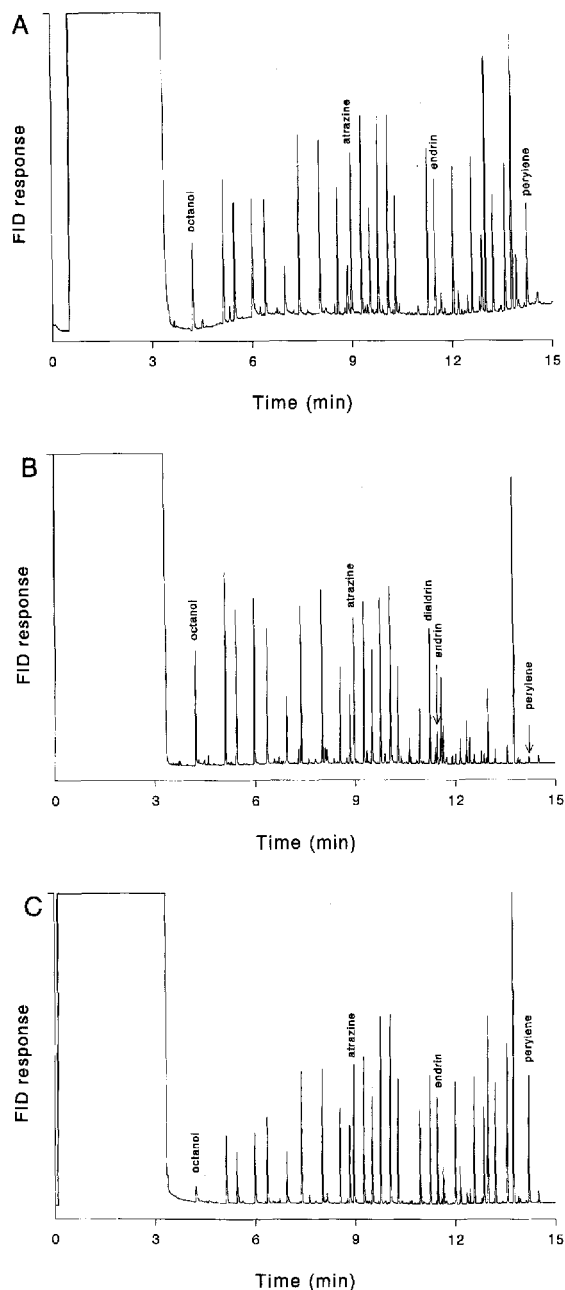 A
FID response
octanol
atrazine
endrin
perylene
0 3 6 9 12 15
Time (min)
B
FID response
octanol
atrazine
dieldrin
endrin
perylene
0 3 6 9 12 15
Time (min)
C
FID response
octanol
atrazine
endrin
perylene
0 3 6 9 12 15
Time (min)